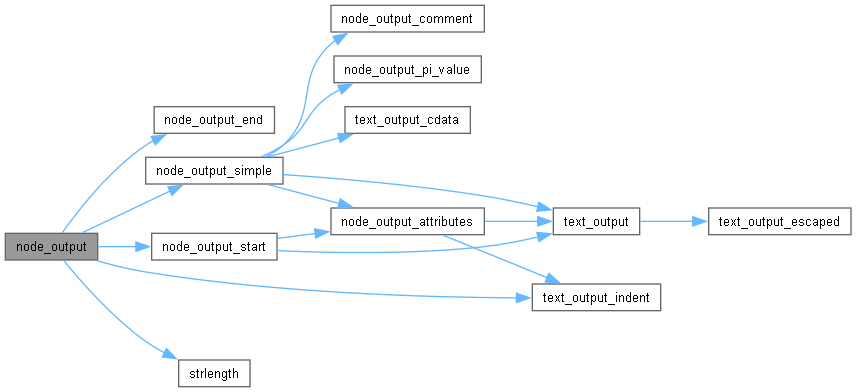 node_output_comment
node_output_pi_value
node_output_end
text_output_cdata
node_output_simple
node_output_attributes
text_output
text_output_escaped
node_output
node_output_start
text_output_indent
strlength